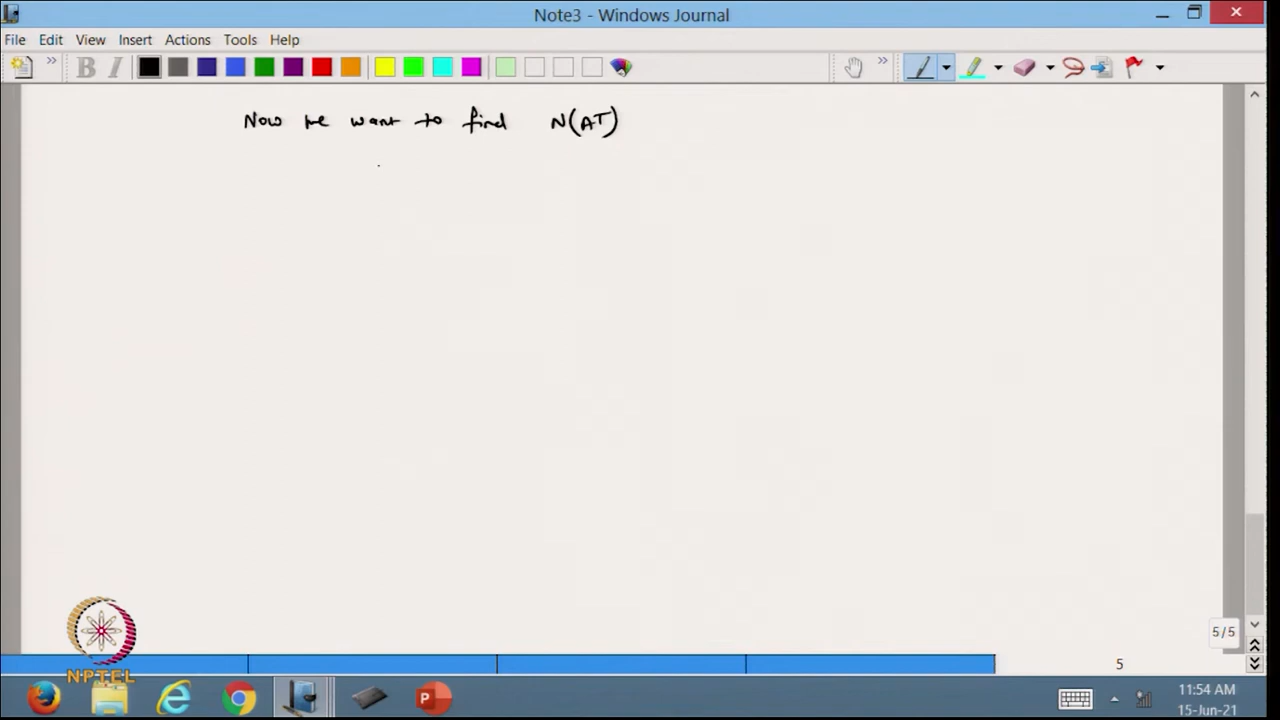 Note3 - Windows Journal
File Edit View Insert Actions Tools Help
B I
Now we want to find N(AT)
5/5
5
NPTEL
11:54 AM
15-Jun-21